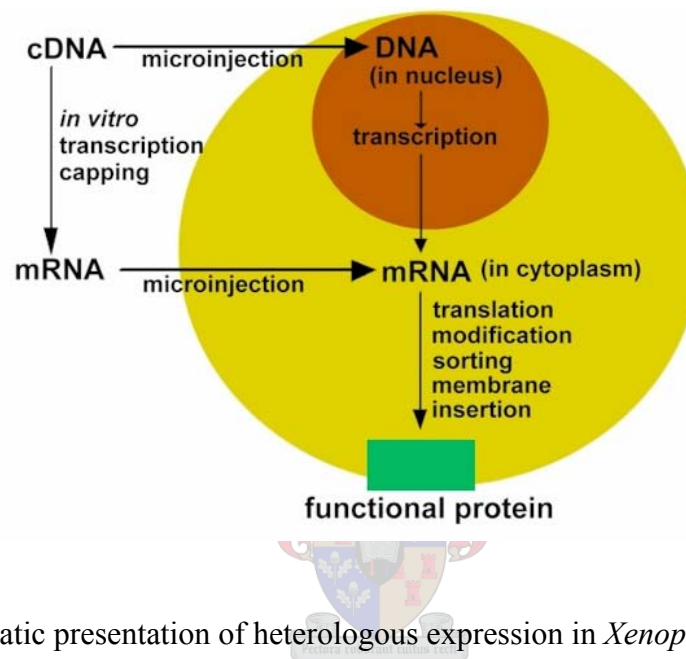 cDNA
microinjection
DNA
(in nucleus)
in vitro
transcription
capping
transcription
mRNA
microinjection
mRNA (in cytoplasm)
translation
modification
sorting
membrane
insertion
functional protein
atic presentation of heterologous expression in Xenop